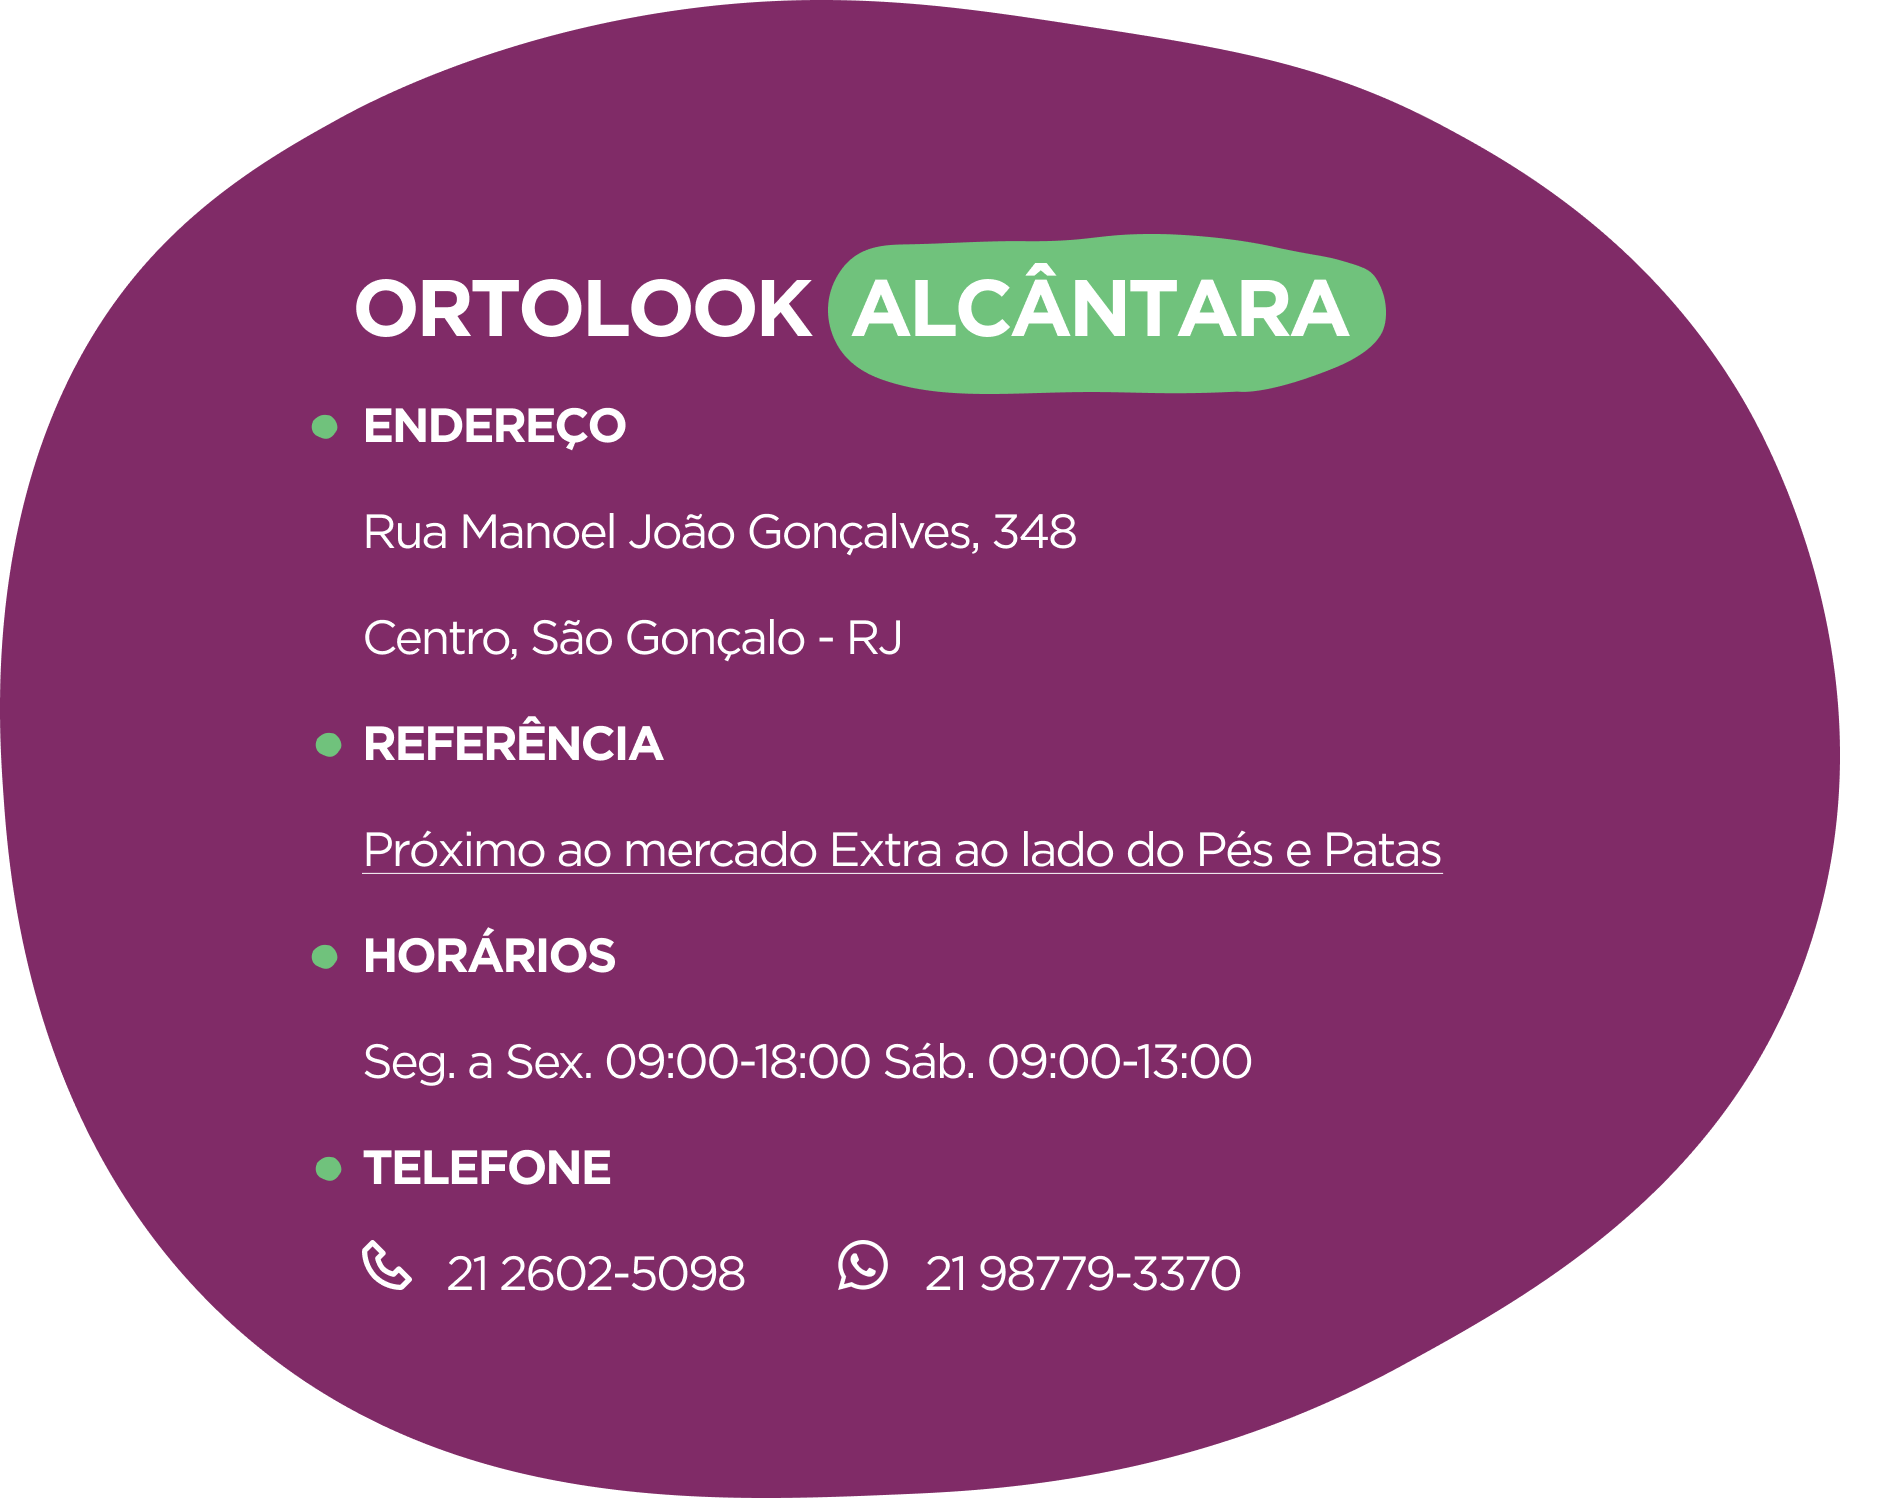 ORTOLOOK ALCÂNTARA
ENDEREÇO
Rua Manoel João Gonçalves, 348
Centro, São Gonçalo - RJ
REFERÊNCIA
Próximo ao mercado Extra ao lado do Pés e Patas
HORÁRIOS
Seg. a Sex. 09:00-18:00 Sáb. 09:00-13:00
TELEFONE
21 2602-5098 21 98779-3370